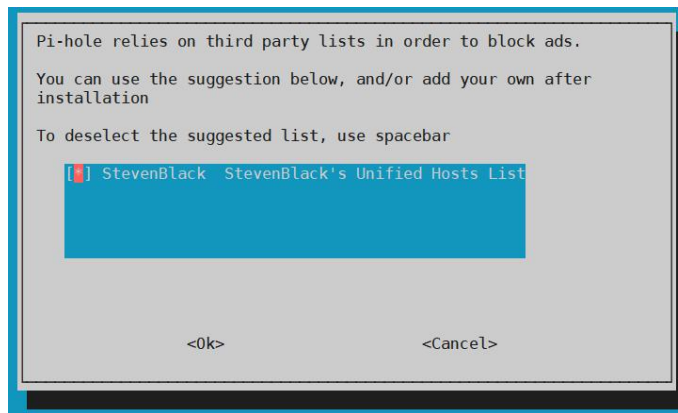 Pi-hole relies on third party lists in order to block ads.
You can use the suggestion below, and/or add your own after
installation
To deselect the suggested list, use spacebar
[*] StevenBlack  StevenBlack's Unified Hosts List
<Ok> <Cancel>